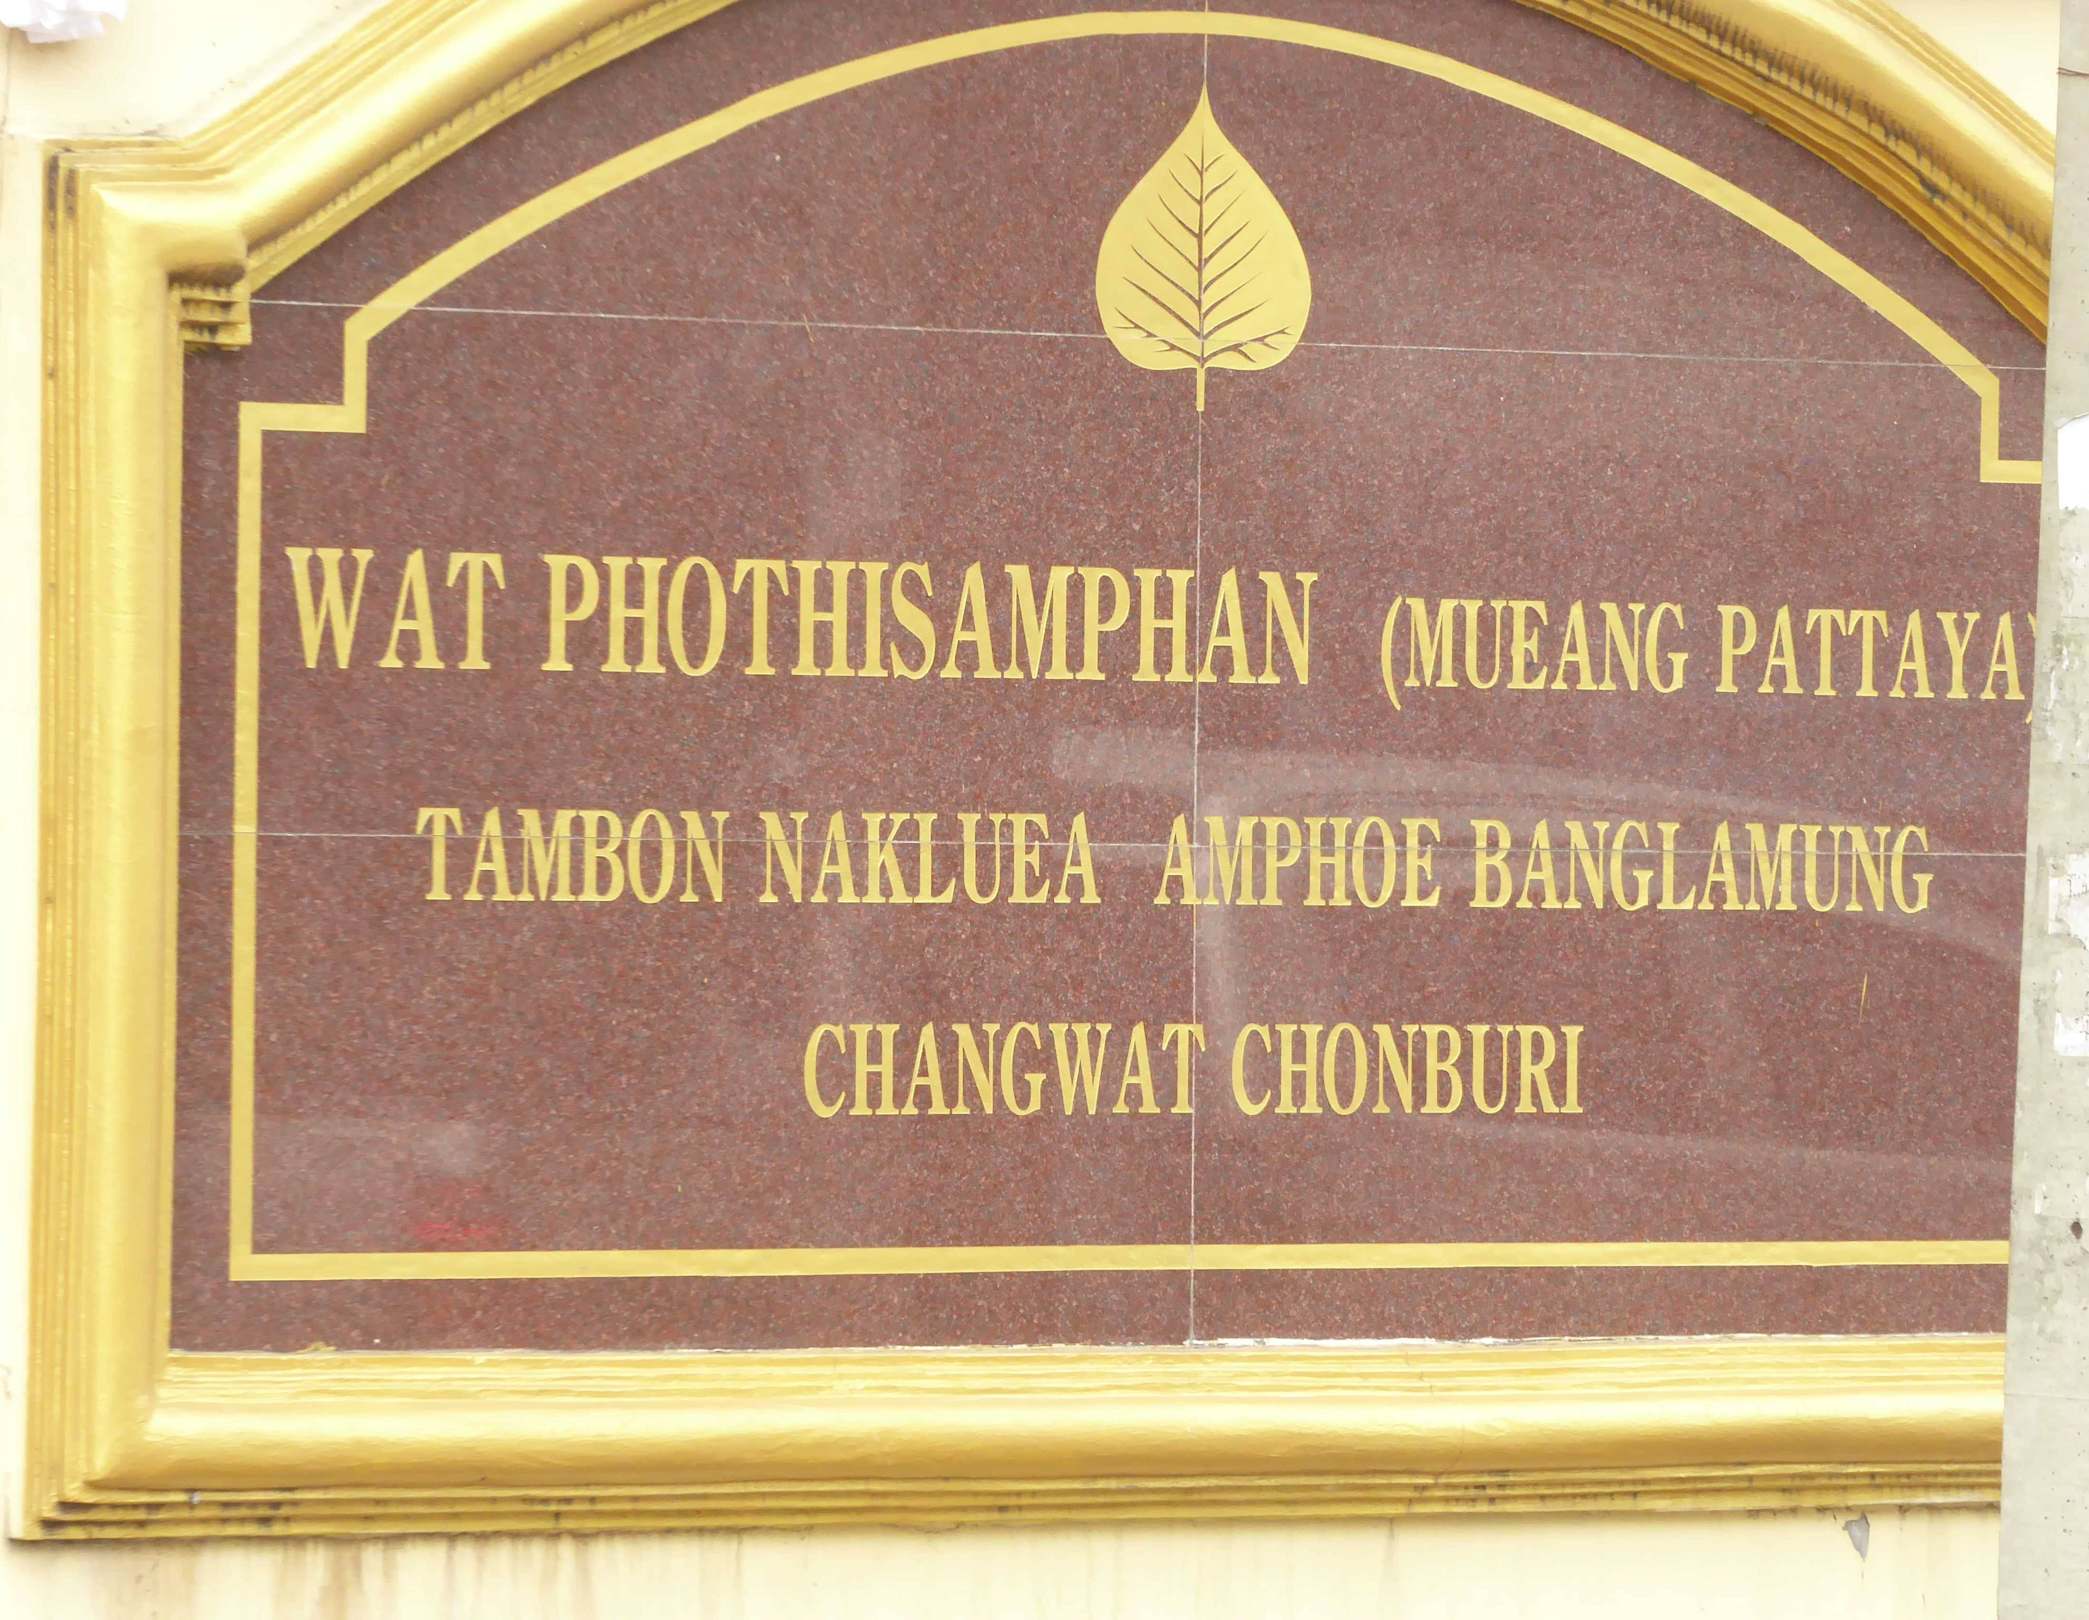 WAT PHOTHISAMPHAN (MUEANG PATTAYA)
TAMBON NAKLUEA AMPHOE BANGLAMUNG
CHANGWAT CHONBURI